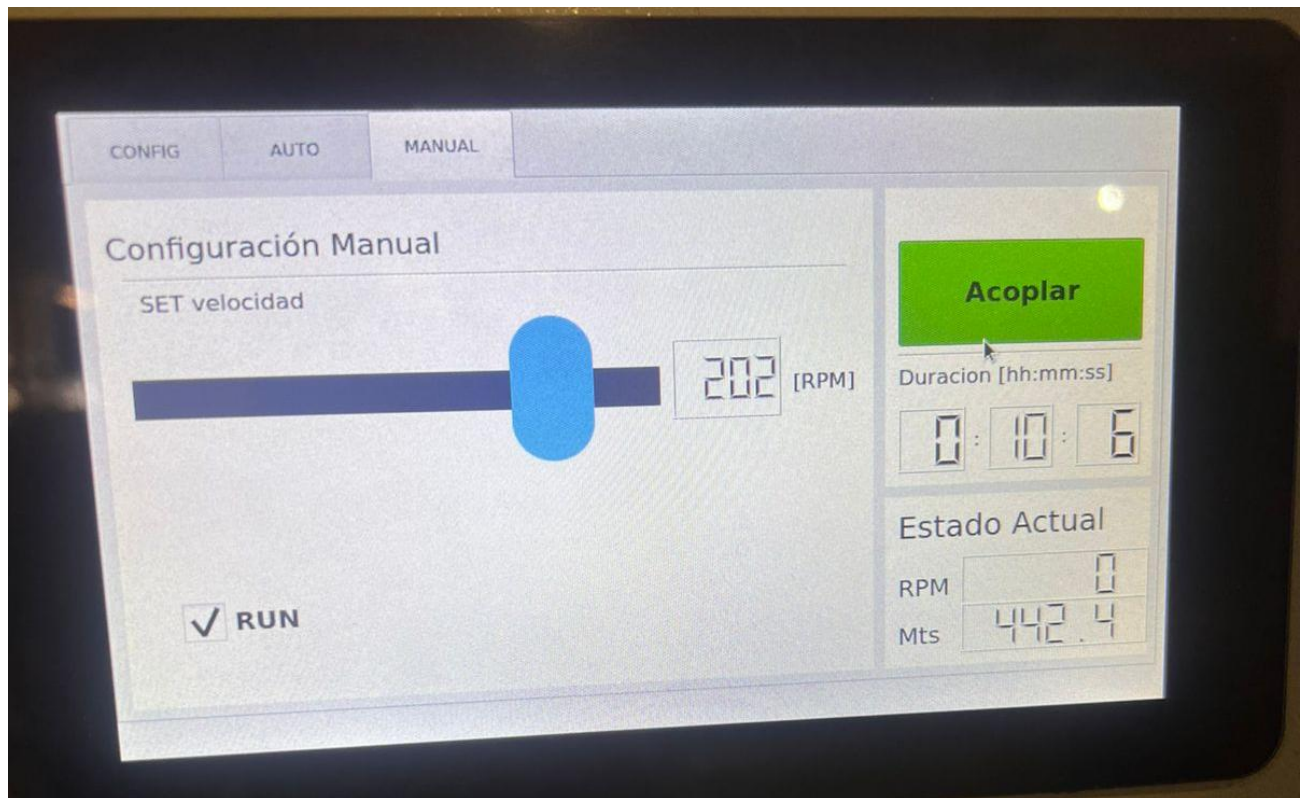 CONFIG AUTO MANUAL
Configuración Manual
SET velocidad
202 [RPM]
RUN
Acoplar
Duracion [hh:mm:ss]
0 : 10 : 6
Estado Actual
RPM 0
Mts 442.4